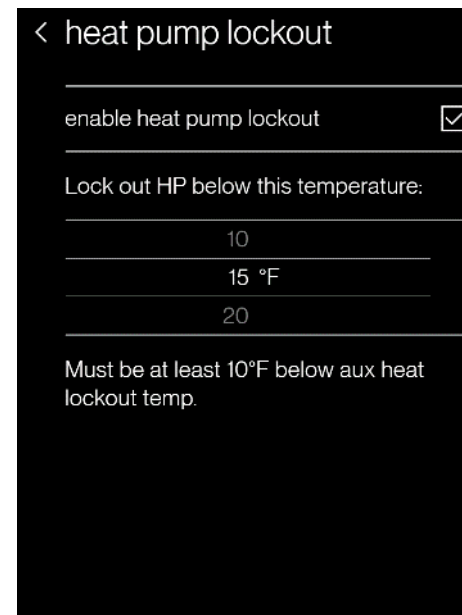 heat pump lockout
enable heat pump lockout
Lock out HP below this temperature:
10
15 °F
20
Must be at least 10°F below aux heat
lockout temp.